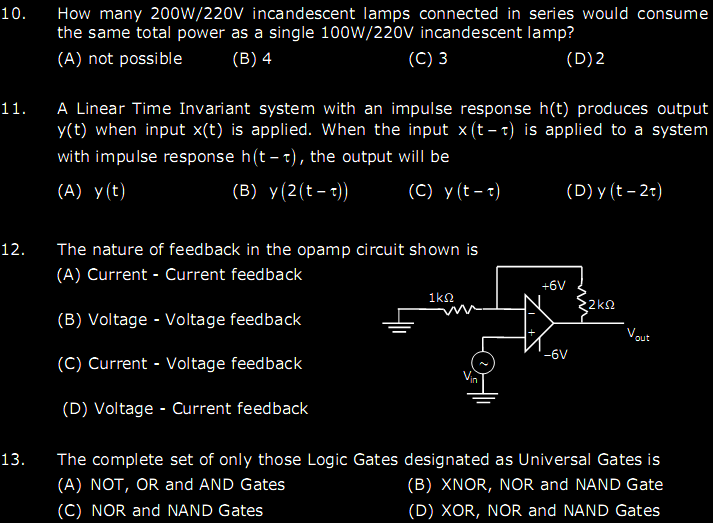 10. How many 200W/220V incandescent lamps connected in series would consume
the same total power as a single 100W/220V incandescent lamp?
(A) not possible (B) 4 (C) 3 (D) 2
11. A Linear Time Invariant system with an impulse response h(t) produces output
y(t) when input x(t) is applied. When the input x(t − τ) is applied to a system
with impulse response h(t − τ), the output will be
(A) y(t) (B) y(2(t − τ)) (C) y(t − τ) (D) y(t − 2τ)
12. The nature of feedback in the opamp circuit shown is
(A) Current - Current feedback
(B) Voltage - Voltage feedback
(C) Current - Voltage feedback
(D) Voltage - Current feedback
+6V
1kΩ
2kΩ
−
+
Vout
−6V
~
Vin
13. The complete set of only those Logic Gates designated as Universal Gates is
(A) NOT, OR and AND Gates (B) XNOR, NOR and NAND Gate
(C) NOR and NAND Gates (D) XOR, NOR and NAND Gates